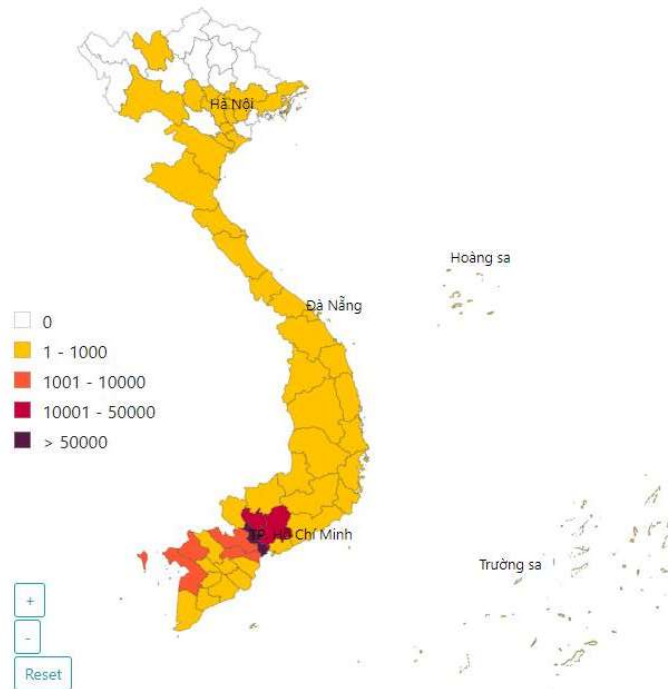 Hà Nội
Hoàng sa
Đà Nẵng
0
1 - 1000
1001 - 10000
10001 - 50000
> 50000
TP. Hồ Chí Minh
Trường sa
+
-
Reset